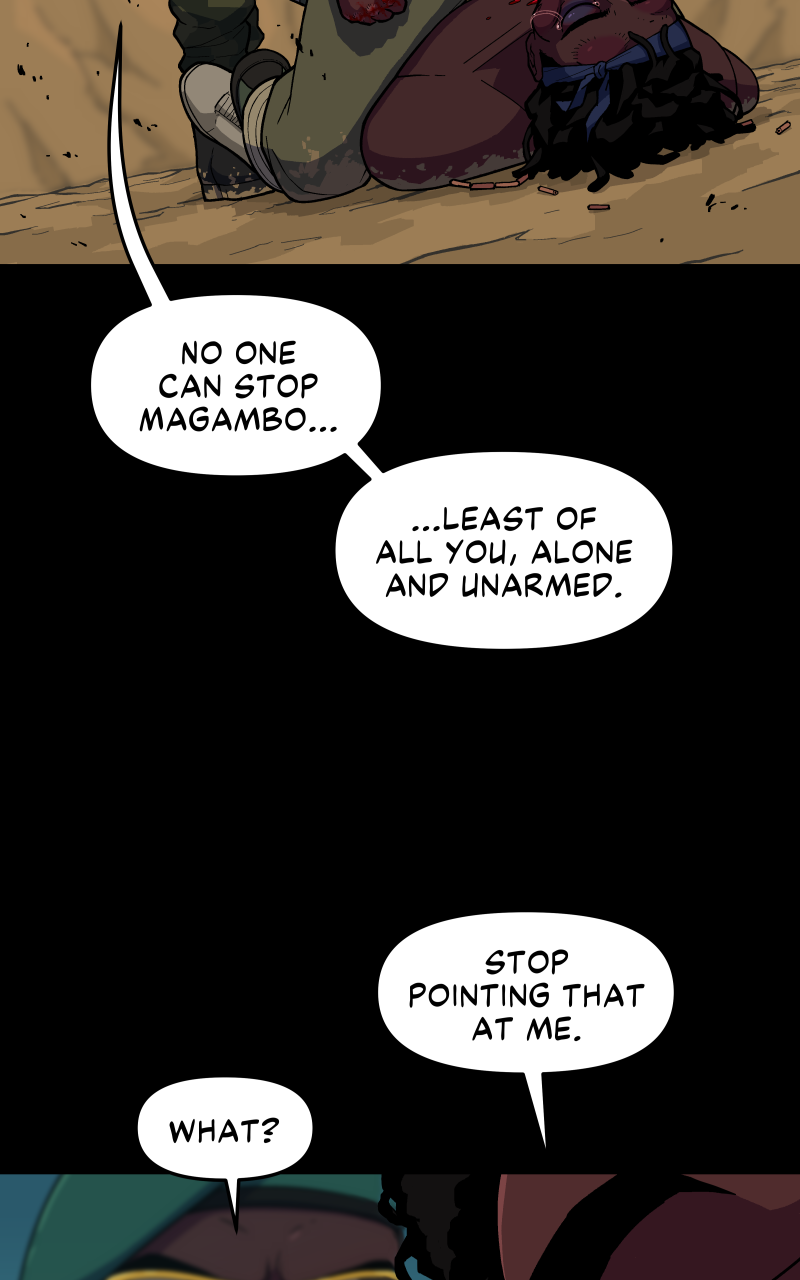 NO ONE
CAN STOP
MAGAMBO...
...LEAST OF
ALL YOU, ALONE
AND UNARMED.
STOP
POINTING THAT
AT ME.
WHAT?